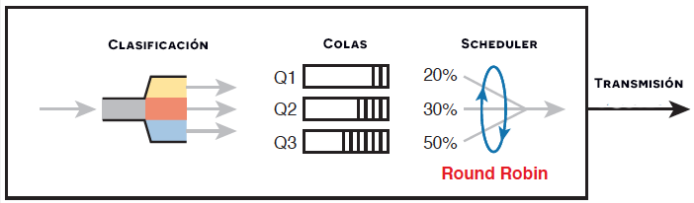 CLASIFICACIÓN
COLAS
SCHEDULER
Q1
Q2
Q3
20%
30%
50%
Round Robin
TRANSMISIÓN